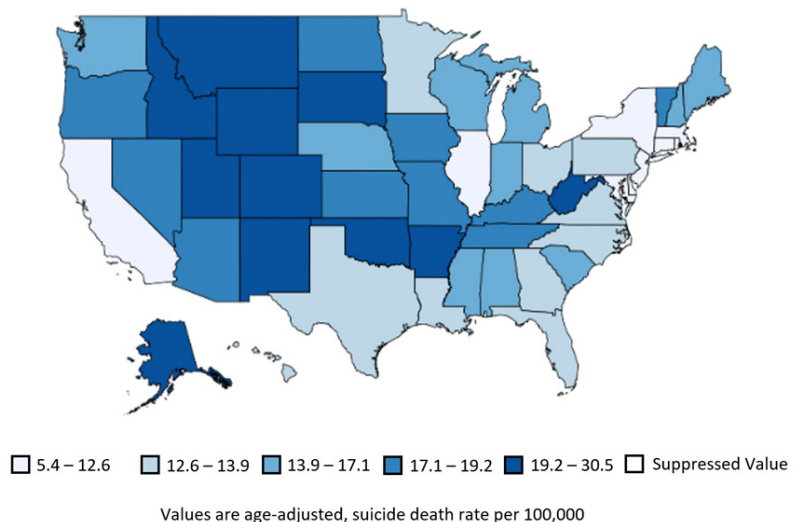 5.4 – 12.6 12.6 – 13.9 13.9 – 17.1 17.1 – 19.2 19.2 – 30.5 Suppressed Value
Values are age-adjusted, suicide death rate per 100,000